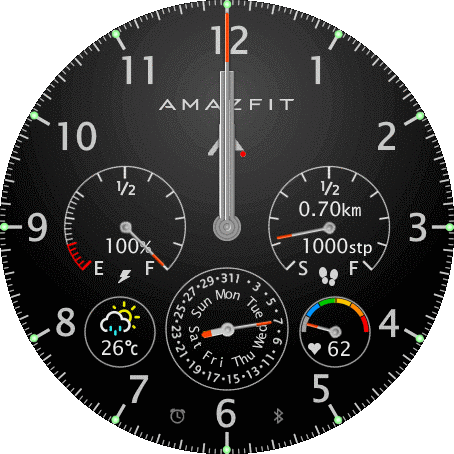 12
11
1
AMAZFIT
10
2
1/2
1/2
0.70km
9
3
100%
1000stp
E
F
S
F
31 1 · 3 · 5 · 7 · 9 · 11 · 13 · 15 · 17 · 19 · 21 · 23 · 25 · 27 · 29
Sun Mon Tue Wed Thu Fri Sat
8
4
26℃
62
7
5
6